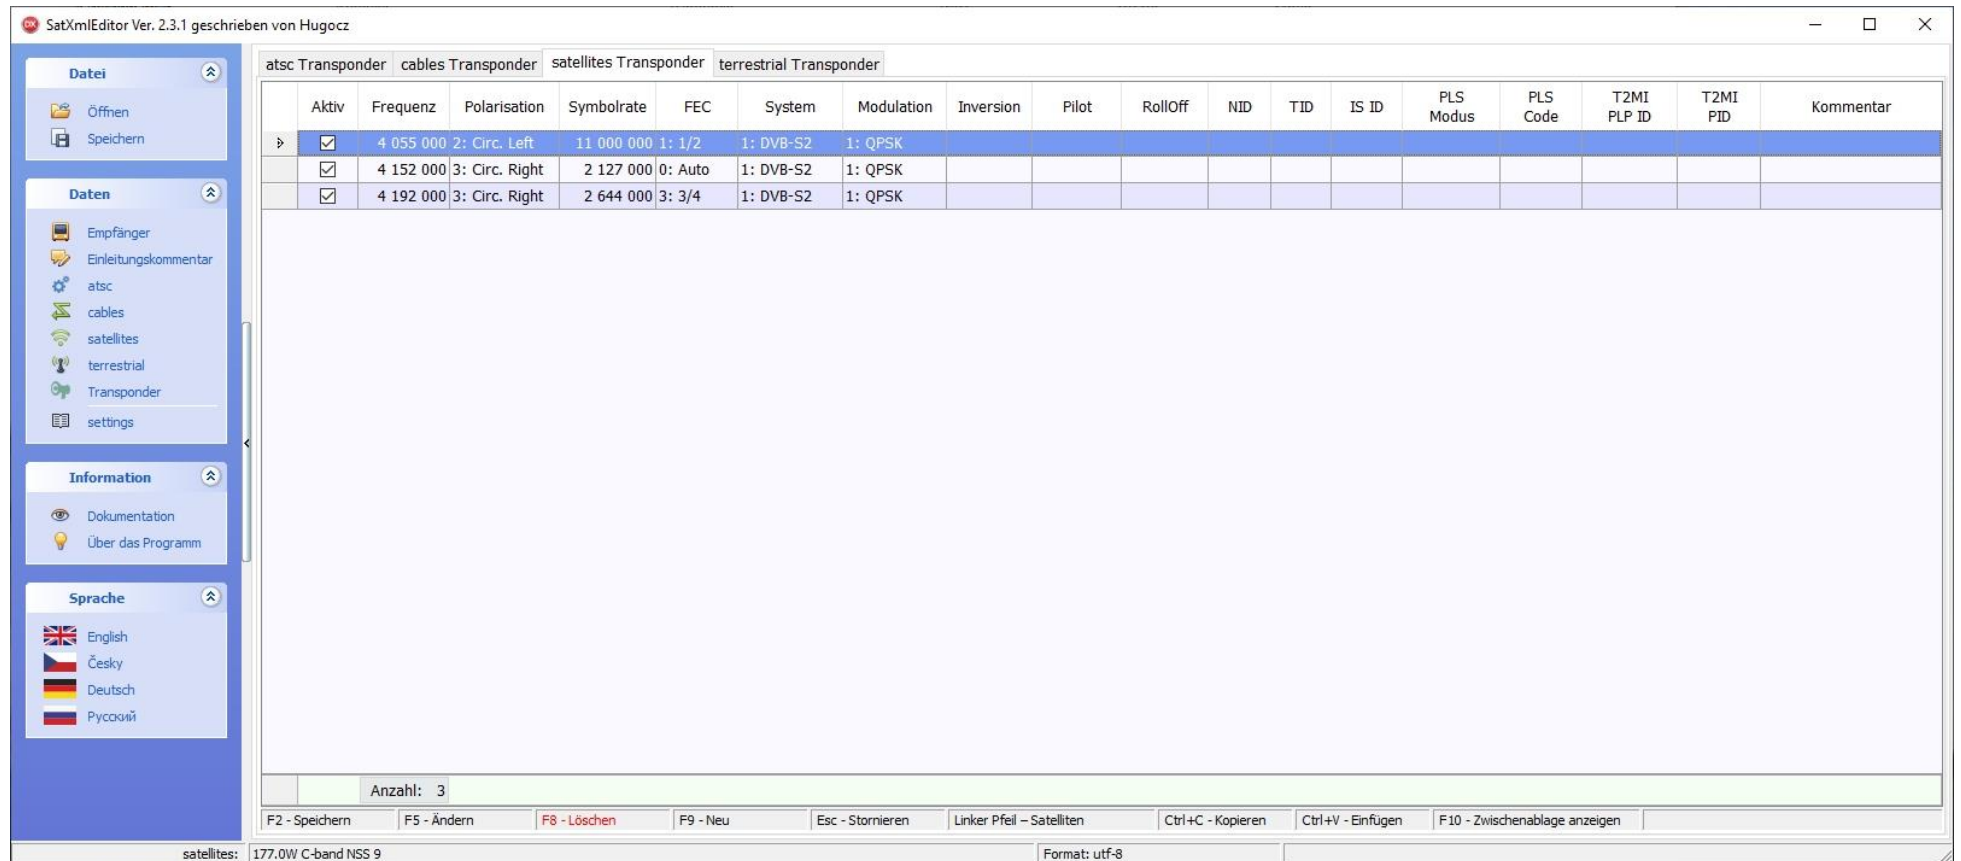 SatXmlEditor Ver. 2.3.1 geschrieben von Hugocz
Datei
Öffnen
Speichern
Daten
Empfänger
Einleitungskommentar
atsc
cables
satellites
terrestrial
Transponder
settings
Information
Dokumentation
Über das Programm
Sprache
English
Česky
Deutsch
Русский
atsc Transponder cables Transponder satellites Transponder terrestrial Transponder
Aktiv Frequenz Polarisation Symbolrate FEC System Modulation Inversion Pilot RollOff NID TID IS ID PLS Modus PLS Code T2MI PLP ID T2MI PID Kommentar
4 055 000 2: Circ. Left 11 000 000 1: 1/2 1: DVB-S2 1: QPSK
4 152 000 3: Circ. Right 2 127 000 0: Auto 1: DVB-S2 1: QPSK
4 192 000 3: Circ. Right 2 644 000 3: 3/4 1: DVB-S2 1: QPSK
Anzahl: 3
F2 - Speichern F5 - Ändern F8 - Löschen F9 - Neu Esc - Stornieren Linker Pfeil – Satelliten Ctrl+C - Kopieren Ctrl+V - Einfügen F10 - Zwischenablage anzeigen
satellites: 177.0W C-band NSS 9 Format: utf-8